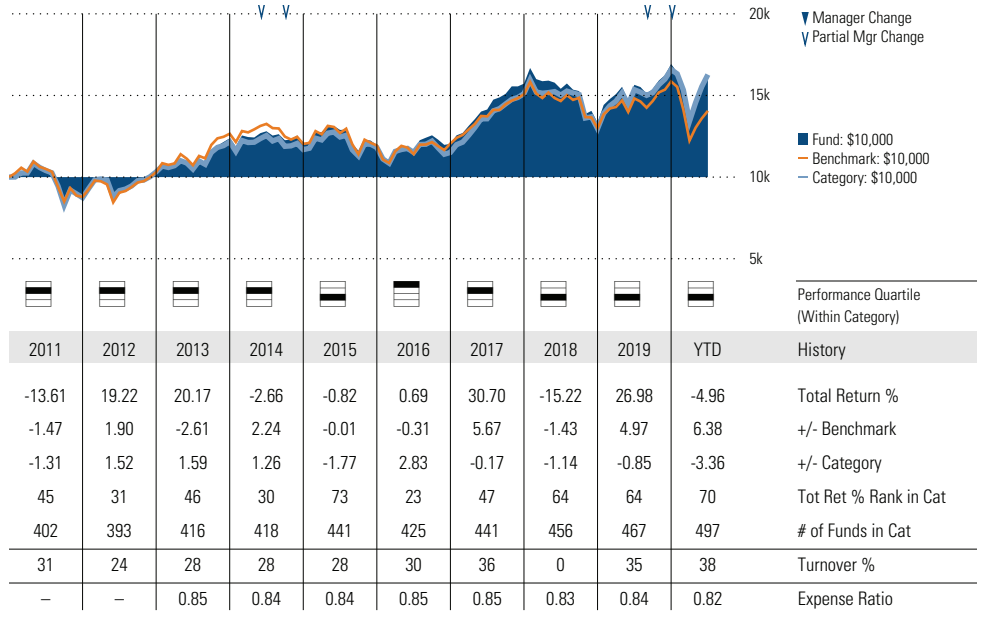 20k
Manager Change
Partial Mgr Change
15k
Fund: $10,000
Benchmark: $10,000
Category: $10,000
10k
5k
Performance Quartile
(Within Category)
2011 2012 2013 2014 2015 2016 2017 2018 2019 YTD History
-13.61 19.22 20.17 -2.66 -0.82 0.69 30.70 -15.22 26.98 -4.96 Total Return %
-1.47 1.90 -2.61 2.24 -0.01 -0.31 5.67 -1.43 4.97 6.38 +/- Benchmark
-1.31 1.52 1.59 1.26 -1.77 2.83 -0.17 -1.14 -0.85 -3.36 +/- Category
45 31 46 30 73 23 47 64 64 70 Tot Ret % Rank in Cat
402 393 416 418 441 425 441 456 467 497 # of Funds in Cat
31 24 28 28 28 30 36 0 35 38 Turnover %
– – 0.85 0.84 0.84 0.85 0.85 0.83 0.84 0.82 Expense Ratio